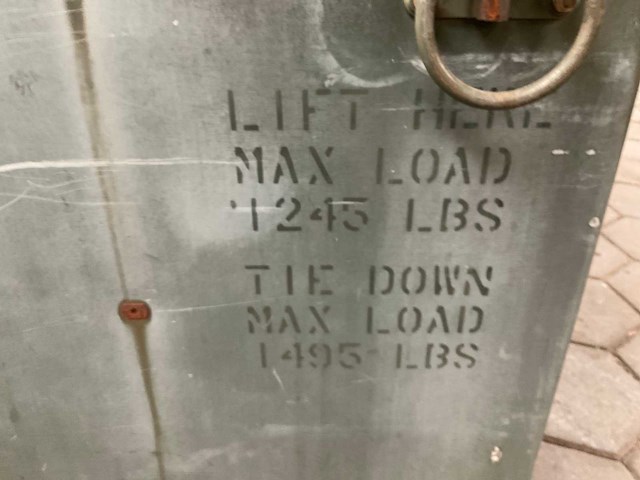 LIFT HERE
MAX LOAD
1245 LBS
TIE DOWN
MAX LOAD
1495 LBS